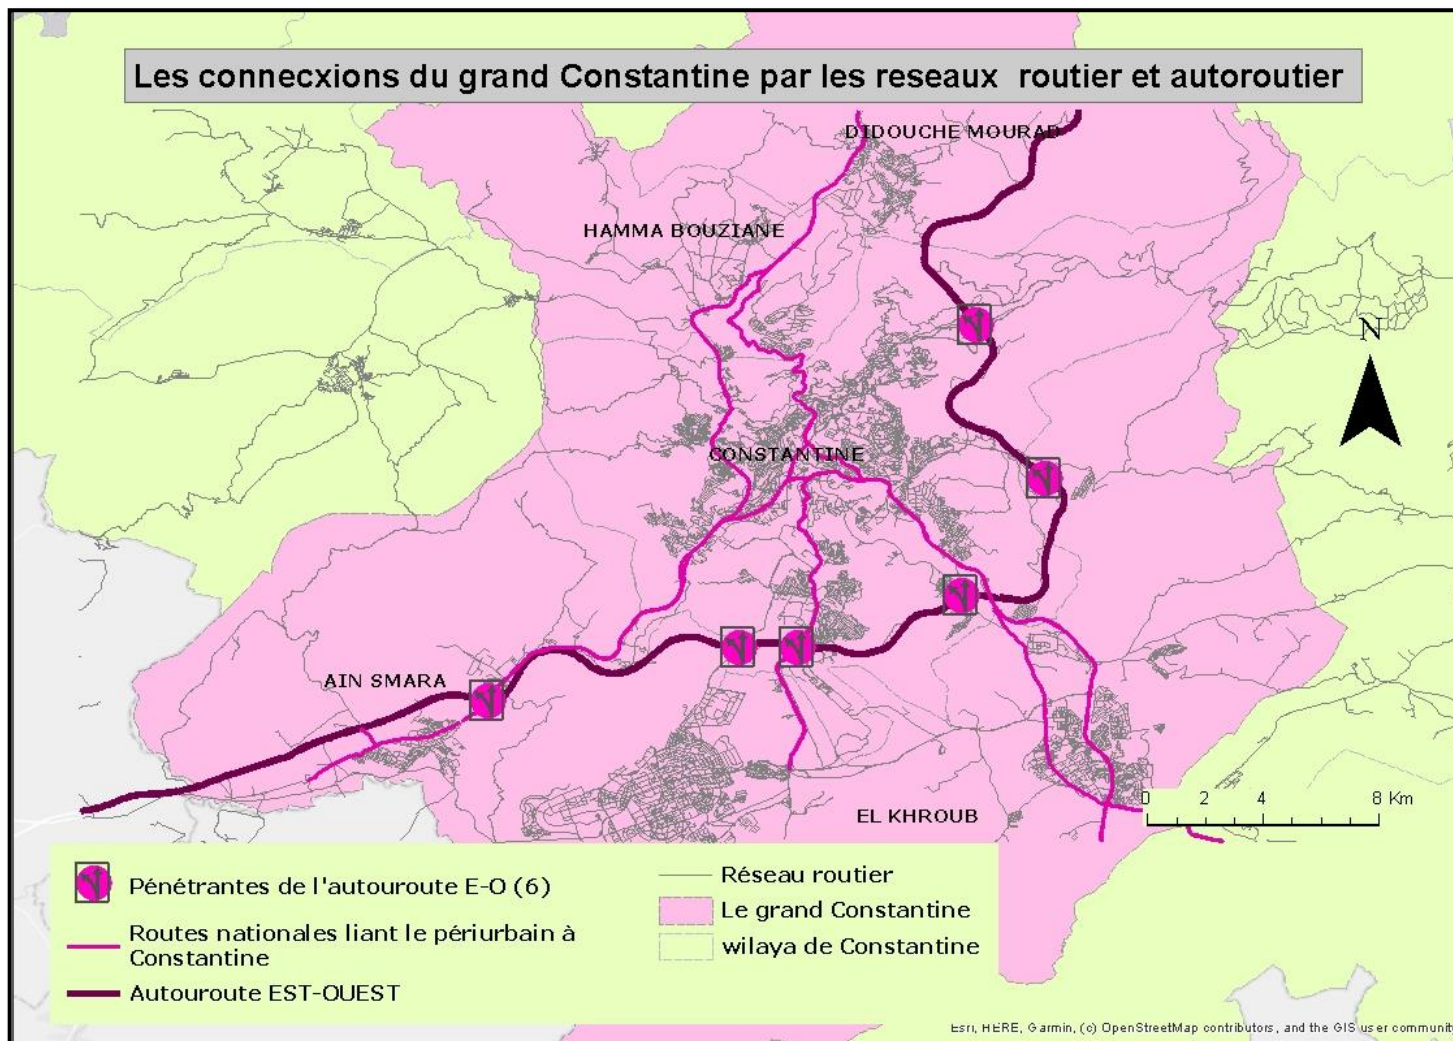 Les connecxions du grand Constantine par les reseaux routier et autoroutier
DIDOUCHE MOURAD
HAMMA BOUZIANE
N
CONSTANTINE
AIN SMARA
EL KHROUB
0 2 4 8 Km
Pénétrantes de l'autouroute E-O (6)
Routes nationales liant le périurbain à
Constantine
Autouroute EST-OUEST
Réseau routier
Le grand Constantine
wilaya de Constantine
Esri, HERE, Garmin, (c) OpenStreetMap contributors, and the GIS user community